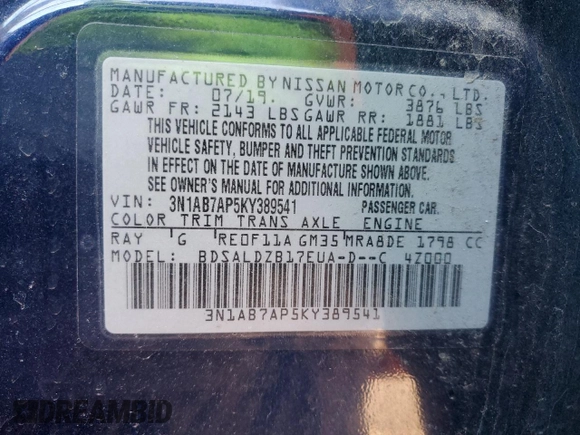 MANUFACTURED BY NISSAN MOTOR CO., LTD.
DATE: 07/19. GVWR: 3876 LBS
GAWR FR: 2143 LBS GAWR RR: 1881 LBS
THIS VEHICLE CONFORMS TO ALL APPLICABLE FEDERAL MOTOR
VEHICLE SAFETY, BUMPER AND THEFT PREVENTION STANDARDS
IN EFFECT ON THE DATE OF MANUFACTURE SHOWN ABOVE.
SEE OWNER'S MANUAL FOR ADDITIONAL INFORMATION.
VIN: 3N1AB7AP5KY389541 PASSENGER CAR.
COLOR TRIM TRANS AXLE ENGINE
RAY G RE0F11A GM35 MRA8DE 1798 CC
MODEL: BDSALDZB17EUA-D--C 4Z000
3N1AB7AP5KY389541
DREAMBID